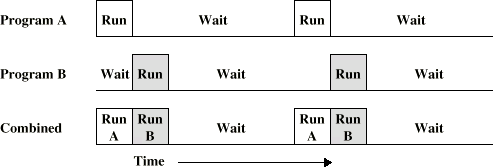 Program A Run Wait Run Wait
Program B Wait Run Wait Run Wait
Combined Run A Run B Wait Run A Run B Wait
Time